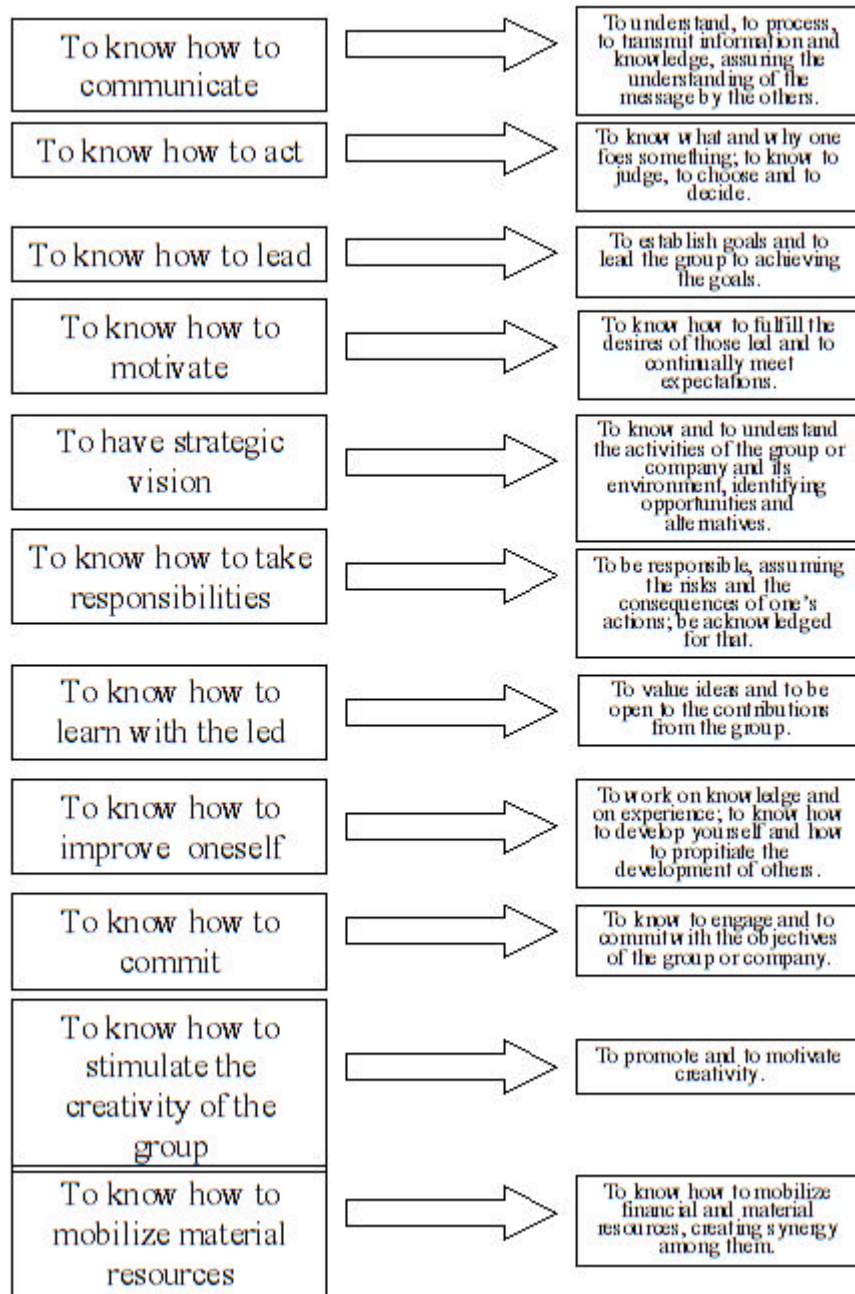 To know how to
communicate
To understand, to process,
to transmit information and
knowledge, assuring the
understanding of the
message by the others.
To know how to act
To know what and why one
foes something; to know to
judge, to choose and to
decide.
To know how to lead
To establish goals and to
lead the group to achieving
the goals.
To know how to
motivate
To know how to fulfill the
desires of those led and to
continually meet
expectations.
To have strategic
vision
To know and to understand
the activities of the group or
company and its
environment, identifying
opportunities and
alternatives.
To know how to take
responsibilities
To be responsible, assuming
the risks and the
consequences of one's
actions; be acknowledged
for that.
To know how to
learn with the led
To value ideas and to be
open to the contributions
from the group.
To know how to
improve oneself
To work on knowledge and
on experience; to know how
to develop yourself and how
to propitiate the
development of others.
To know how to
commit
To know to engage and to
commit with the objectives
of the group or company.
To know how to
stimulate the
creativity of the
group
To promote and to motivate
creativity.
To know how to
mobilize material
resources
To know how to mobilize
financial and material
resources, creating synergy
among them.